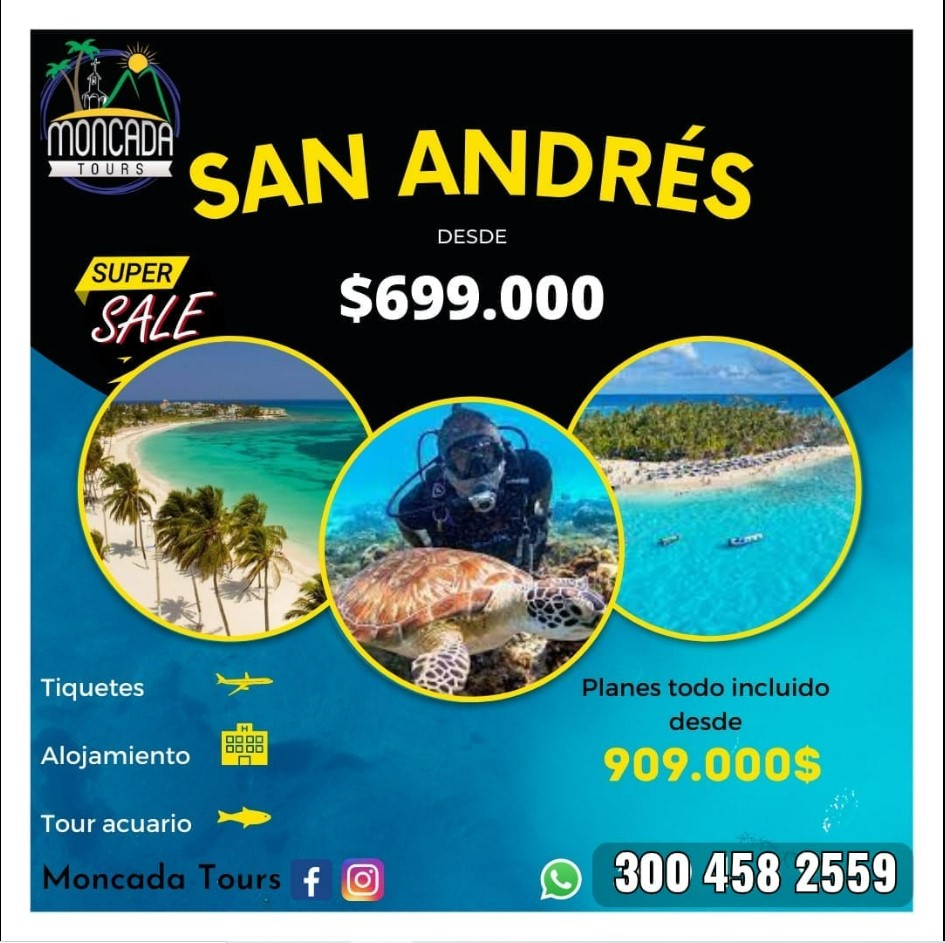 MONCADA
TOURS
SAN ANDRÉS
DESDE
$699.000
SUPER
SALE
Tiquetes
H
Alojamiento
Tour acuario
Planes todo incluido
desde
909.000$
Moncada Tours
300 458 2559